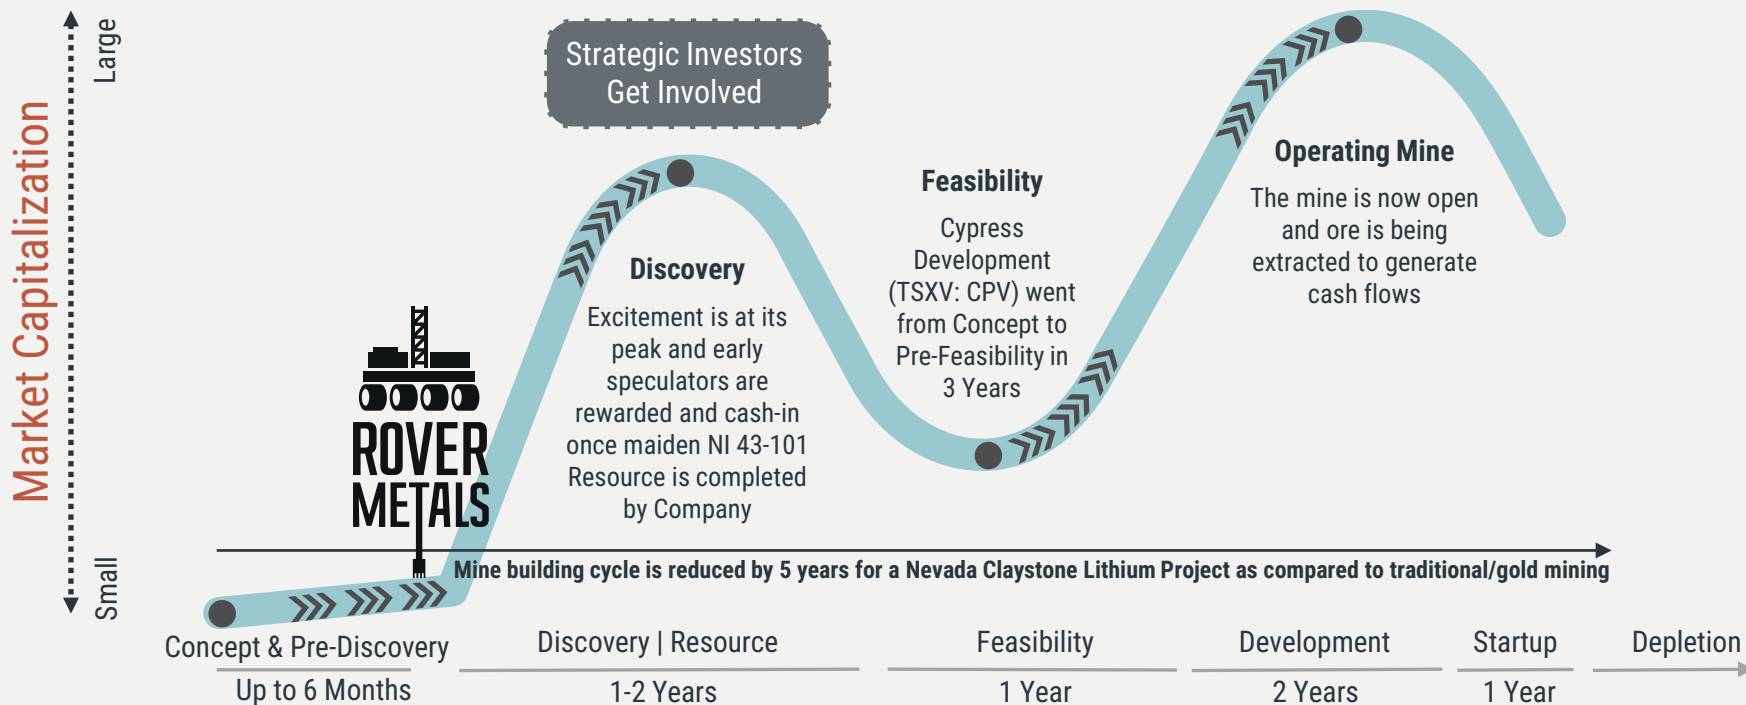 Market Capitalization
Large
Small
Strategic Investors
Get Involved
ROVER
METALS
Discovery
Excitement is at its
peak and early
speculators are
rewarded and cash-in
once maiden NI 43-101
Resource is completed
by Company
Feasibility
Cypress
Development
(TSXV: CPV) went
from Concept to
Pre-Feasibility in
3 Years
Operating Mine
The mine is now open
and ore is being
extracted to generate
cash flows
Mine building cycle is reduced by 5 years for a Nevada Claystone Lithium Project as compared to traditional/gold mining
Concept & Pre-Discovery
Up to 6 Months
Discovery | Resource
1-2 Years
Feasibility
1 Year
Development
2 Years
Startup
1 Year
Depletion